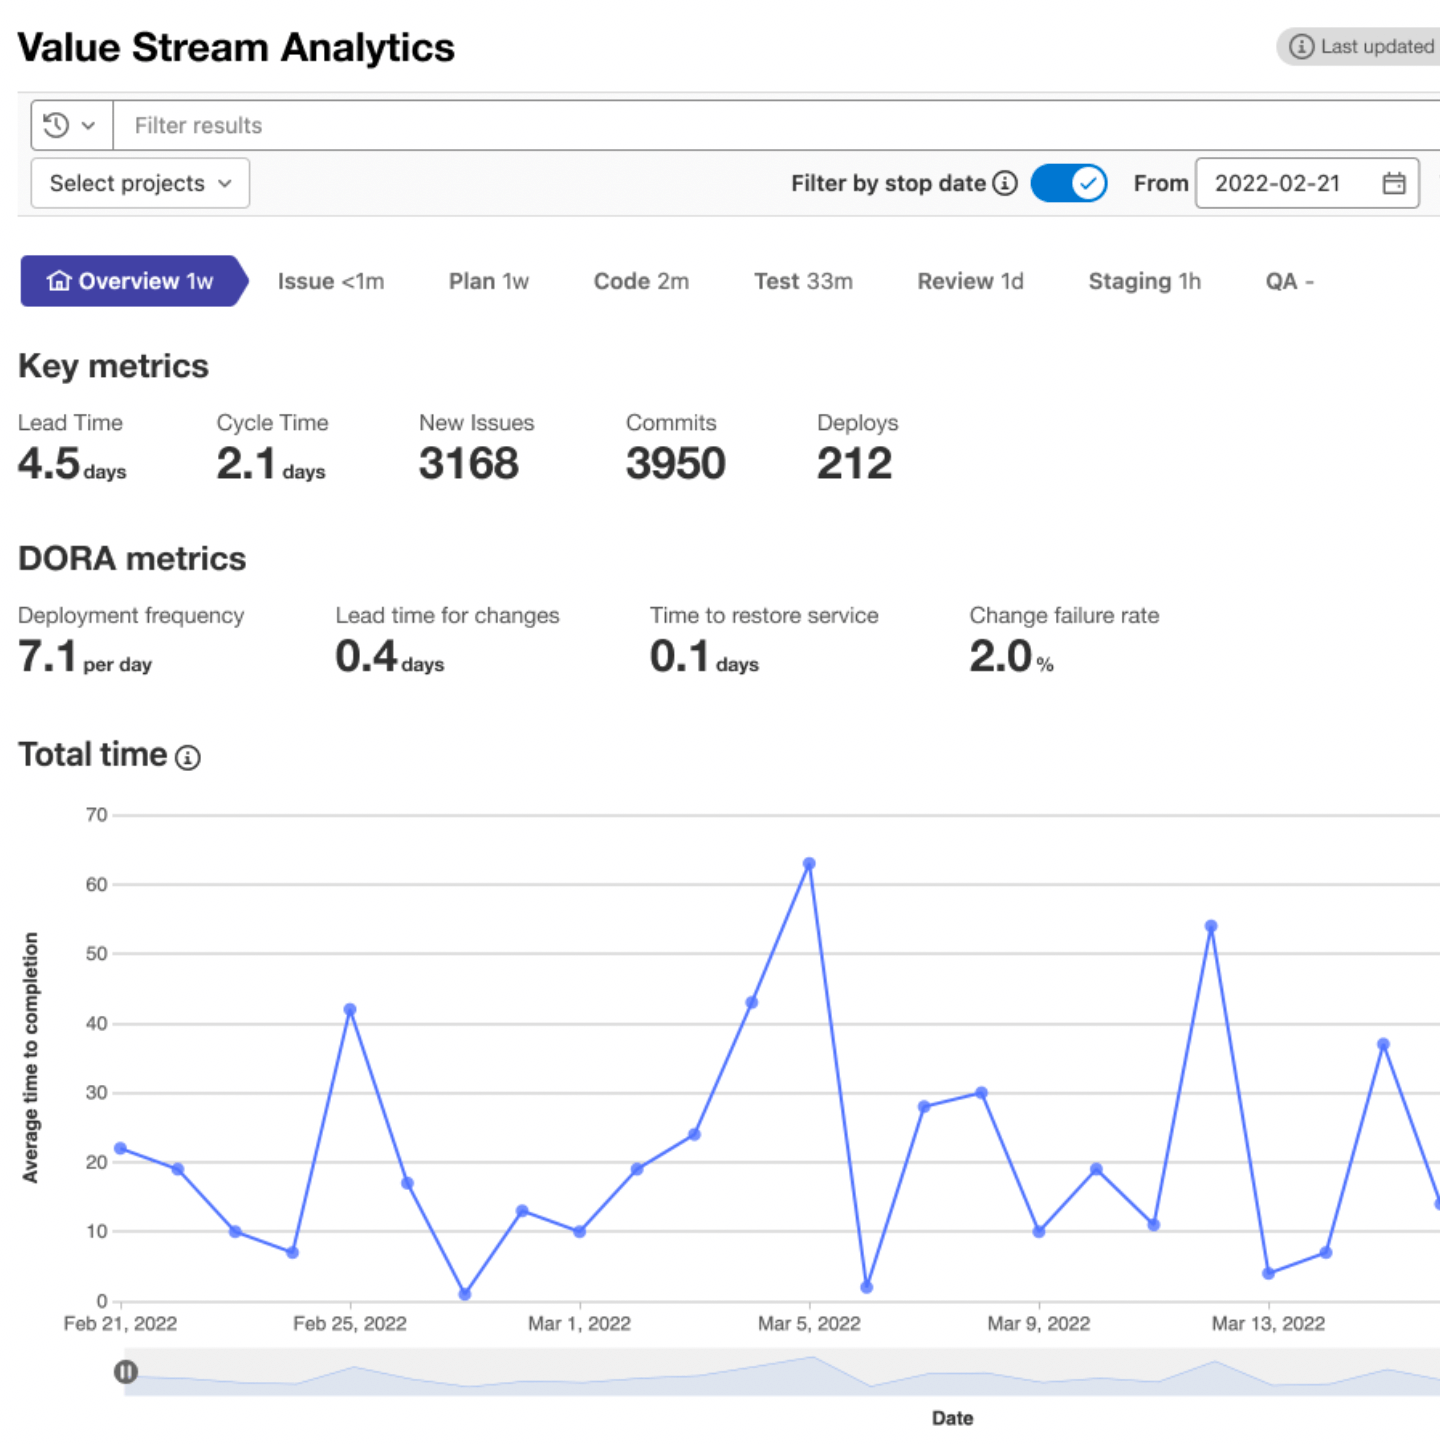 Value Stream Analytics
Last updated
Filter results
Select projects
Filter by stop date
From
2022-02-21
Overview 1w
Issue <1m
Plan 1w
Code 2m
Test 33m
Review 1d
Staging 1h
QA -
Key metrics
Lead Time
Cycle Time
New Issues
Commits
Deploys
4.5 days
2.1 days
3168
3950
212
DORA metrics
Deployment frequency
Lead time for changes
Time to restore service
Change failure rate
7.1 per day
0.4 days
0.1 days
2.0 %
Total time
Average time to completion
70
60
50
40
30
20
10
0
Feb 21, 2022
Feb 25, 2022
Mar 1, 2022
Mar 5, 2022
Mar 9, 2022
Mar 13, 2022
Date